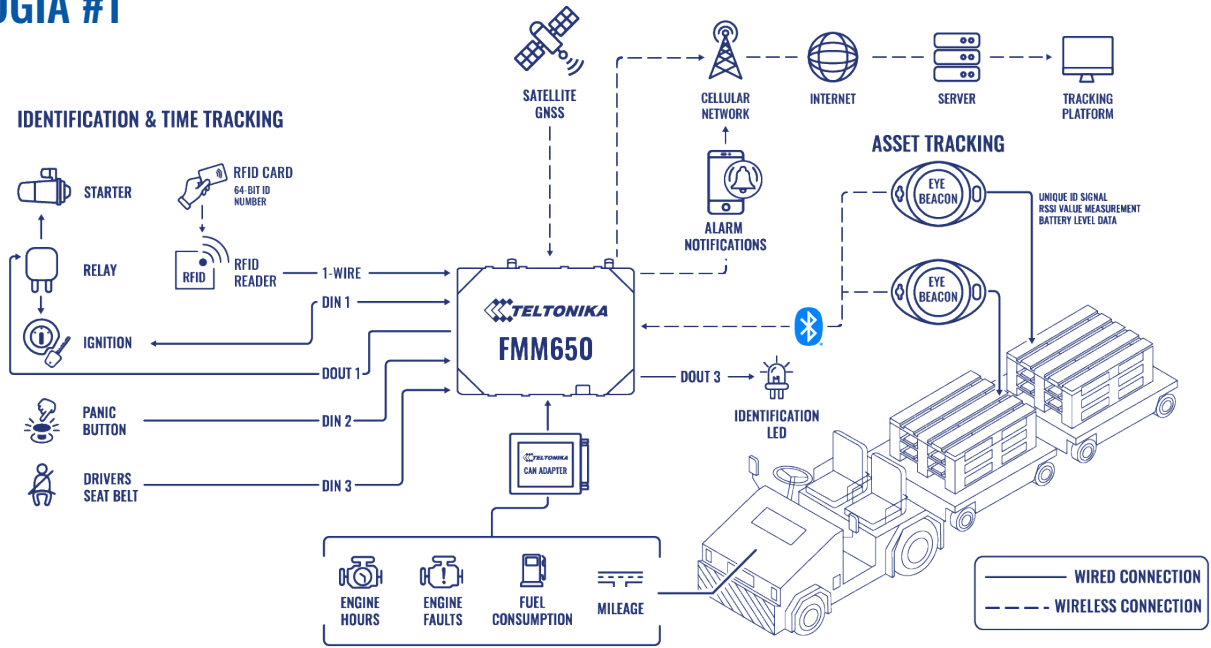 OGÍA #1
IDENTIFICATION & TIME TRACKING
STARTER
RFID CARD
64-BIT ID
NUMBER
RELAY
RFID
RFID
READER
IGNITION
PANIC
BUTTON
DRIVERS
SEAT BELT
1-WIRE
DIN 1
DOUT 1
DIN 2
DIN 3
SATELLITE
GNSS
CELLULAR
NETWORK
INTERNET
SERVER
TRACKING
PLATFORM
ALARM
NOTIFICATIONS
ASSET TRACKING
EYE
BEACON
UNIQUE ID SIGNAL
RSSI VALUE MEASUREMENT
BATTERY LEVEL DATA
EYE
BEACON
TELTONIKA
FMM650
DOUT 3
IDENTIFICATION
LED
TELTONIKA
CAN ADAPTER
ENGINE
HOURS
ENGINE
FAULTS
FUEL
CONSUMPTION
MILEAGE
WIRED CONNECTION
WIRELESS CONNECTION